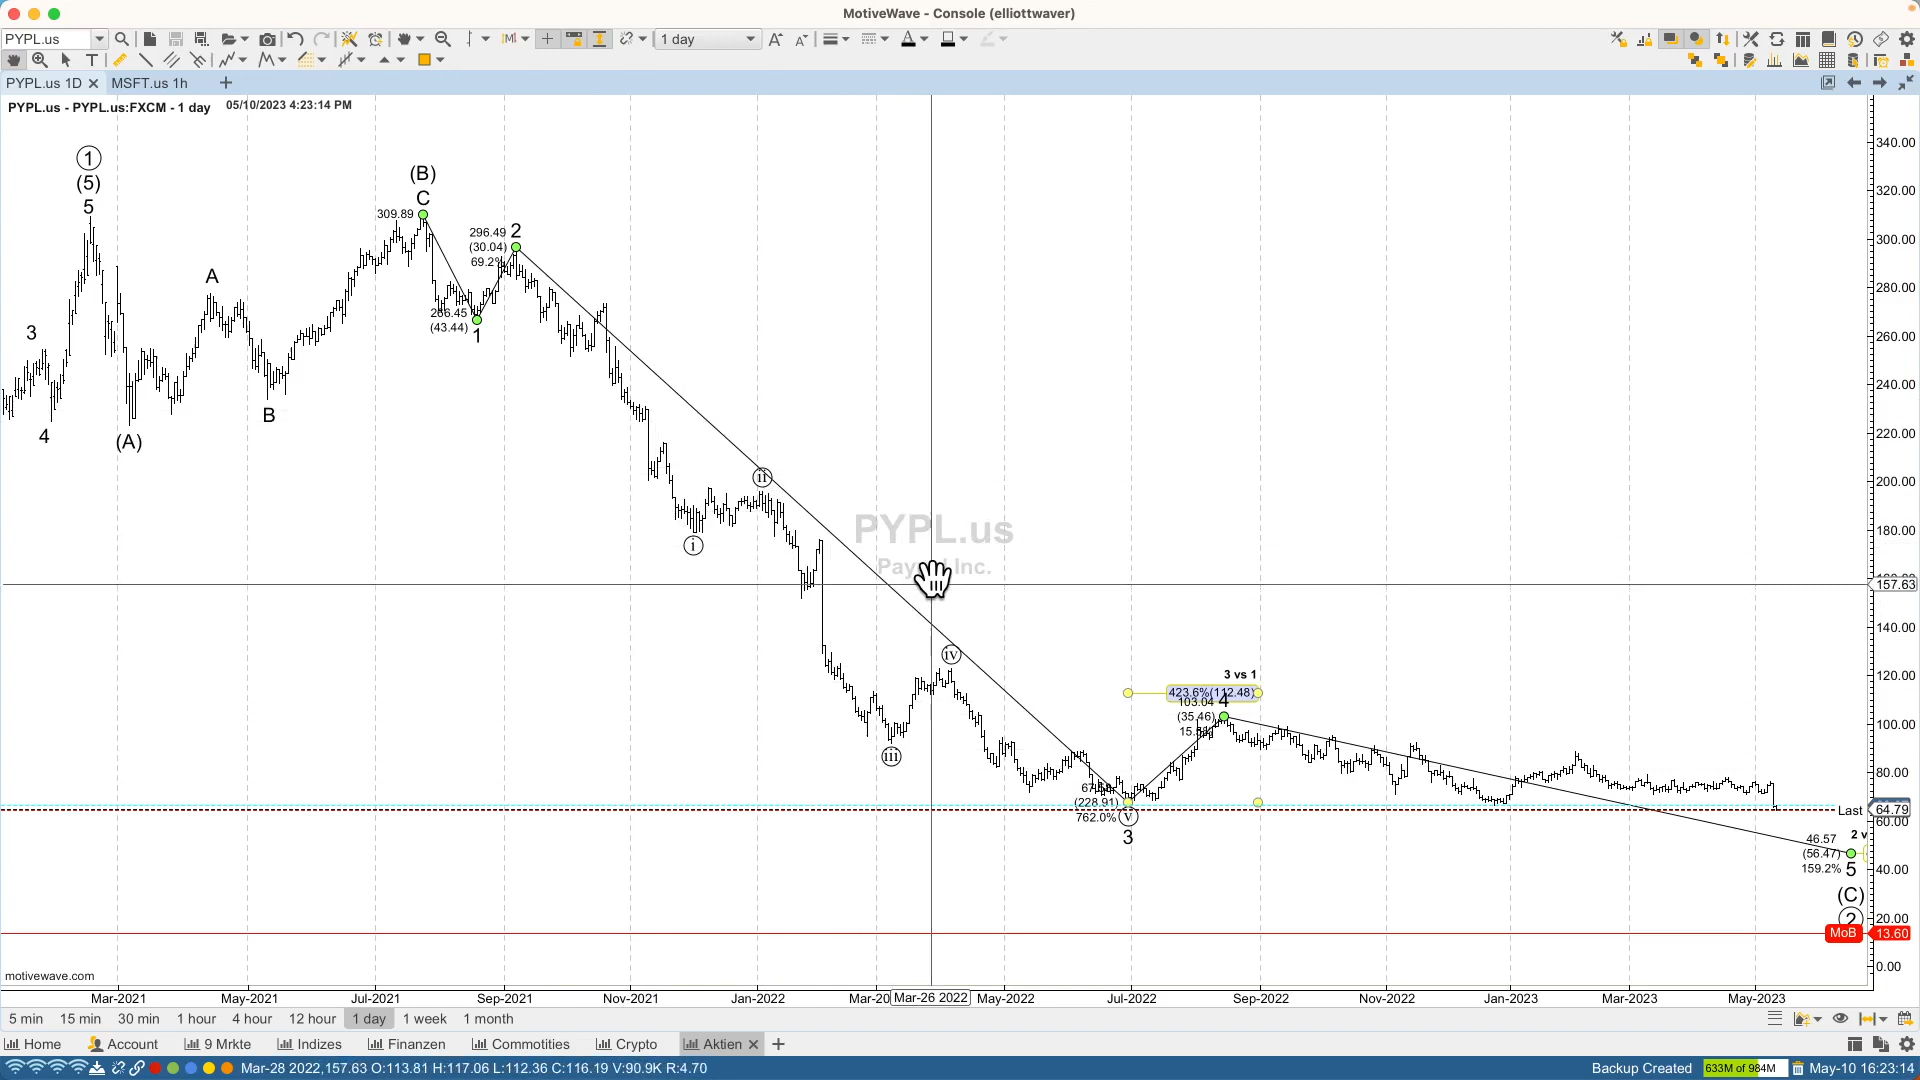 MotiveWave - Console (elliottwaver)
PYPL.us
1 day
PYPL.us 1D
MSFT.us 1h
PYPL.us - PYPL.us:FXCM - 1 day
05/10/2023 4:23:14 PM
340.00
320.00
300.00
280.00
260.00
240.00
220.00
200.00
180.00
157.63
140.00
120.00
100.00
80.00
64.79
60.00
40.00
20.00
13.60
0.00
1
(5)
5
3
4
(A)
A
B
(B)
C
309.89
296.49
2
(30.04)
69.2%
266.45
(43.44)
1
ii
i
PYPL.us
iv
iii
3 vs 1
423.6%(112.48)
103.04
4
(35.46)
(228.91)
762.0%
v
3
Last
46.57
2 v
(56.47)
159.2%
5
(C)
2
MoB
motivewave.com
Mar-2021
May-2021
Jul-2021
Sep-2021
Nov-2021
Jan-2022
Mar-26 2022
May-2022
Jul-2022
Sep-2022
Nov-2022
Jan-2023
Mar-2023
May-2023
5 min
15 min
30 min
1 hour
4 hour
12 hour
1 day
1 week
1 month
Home
Account
9 Mrkte
Indizes
Finanzen
Commotities
Crypto
Aktien
Mar-28 2022,157.63 O:113.81 H:117.06 L:112.36 C:116.19 V:90.9K R:4.70
Backup Created
633M of 984M
May-10 16:23:14